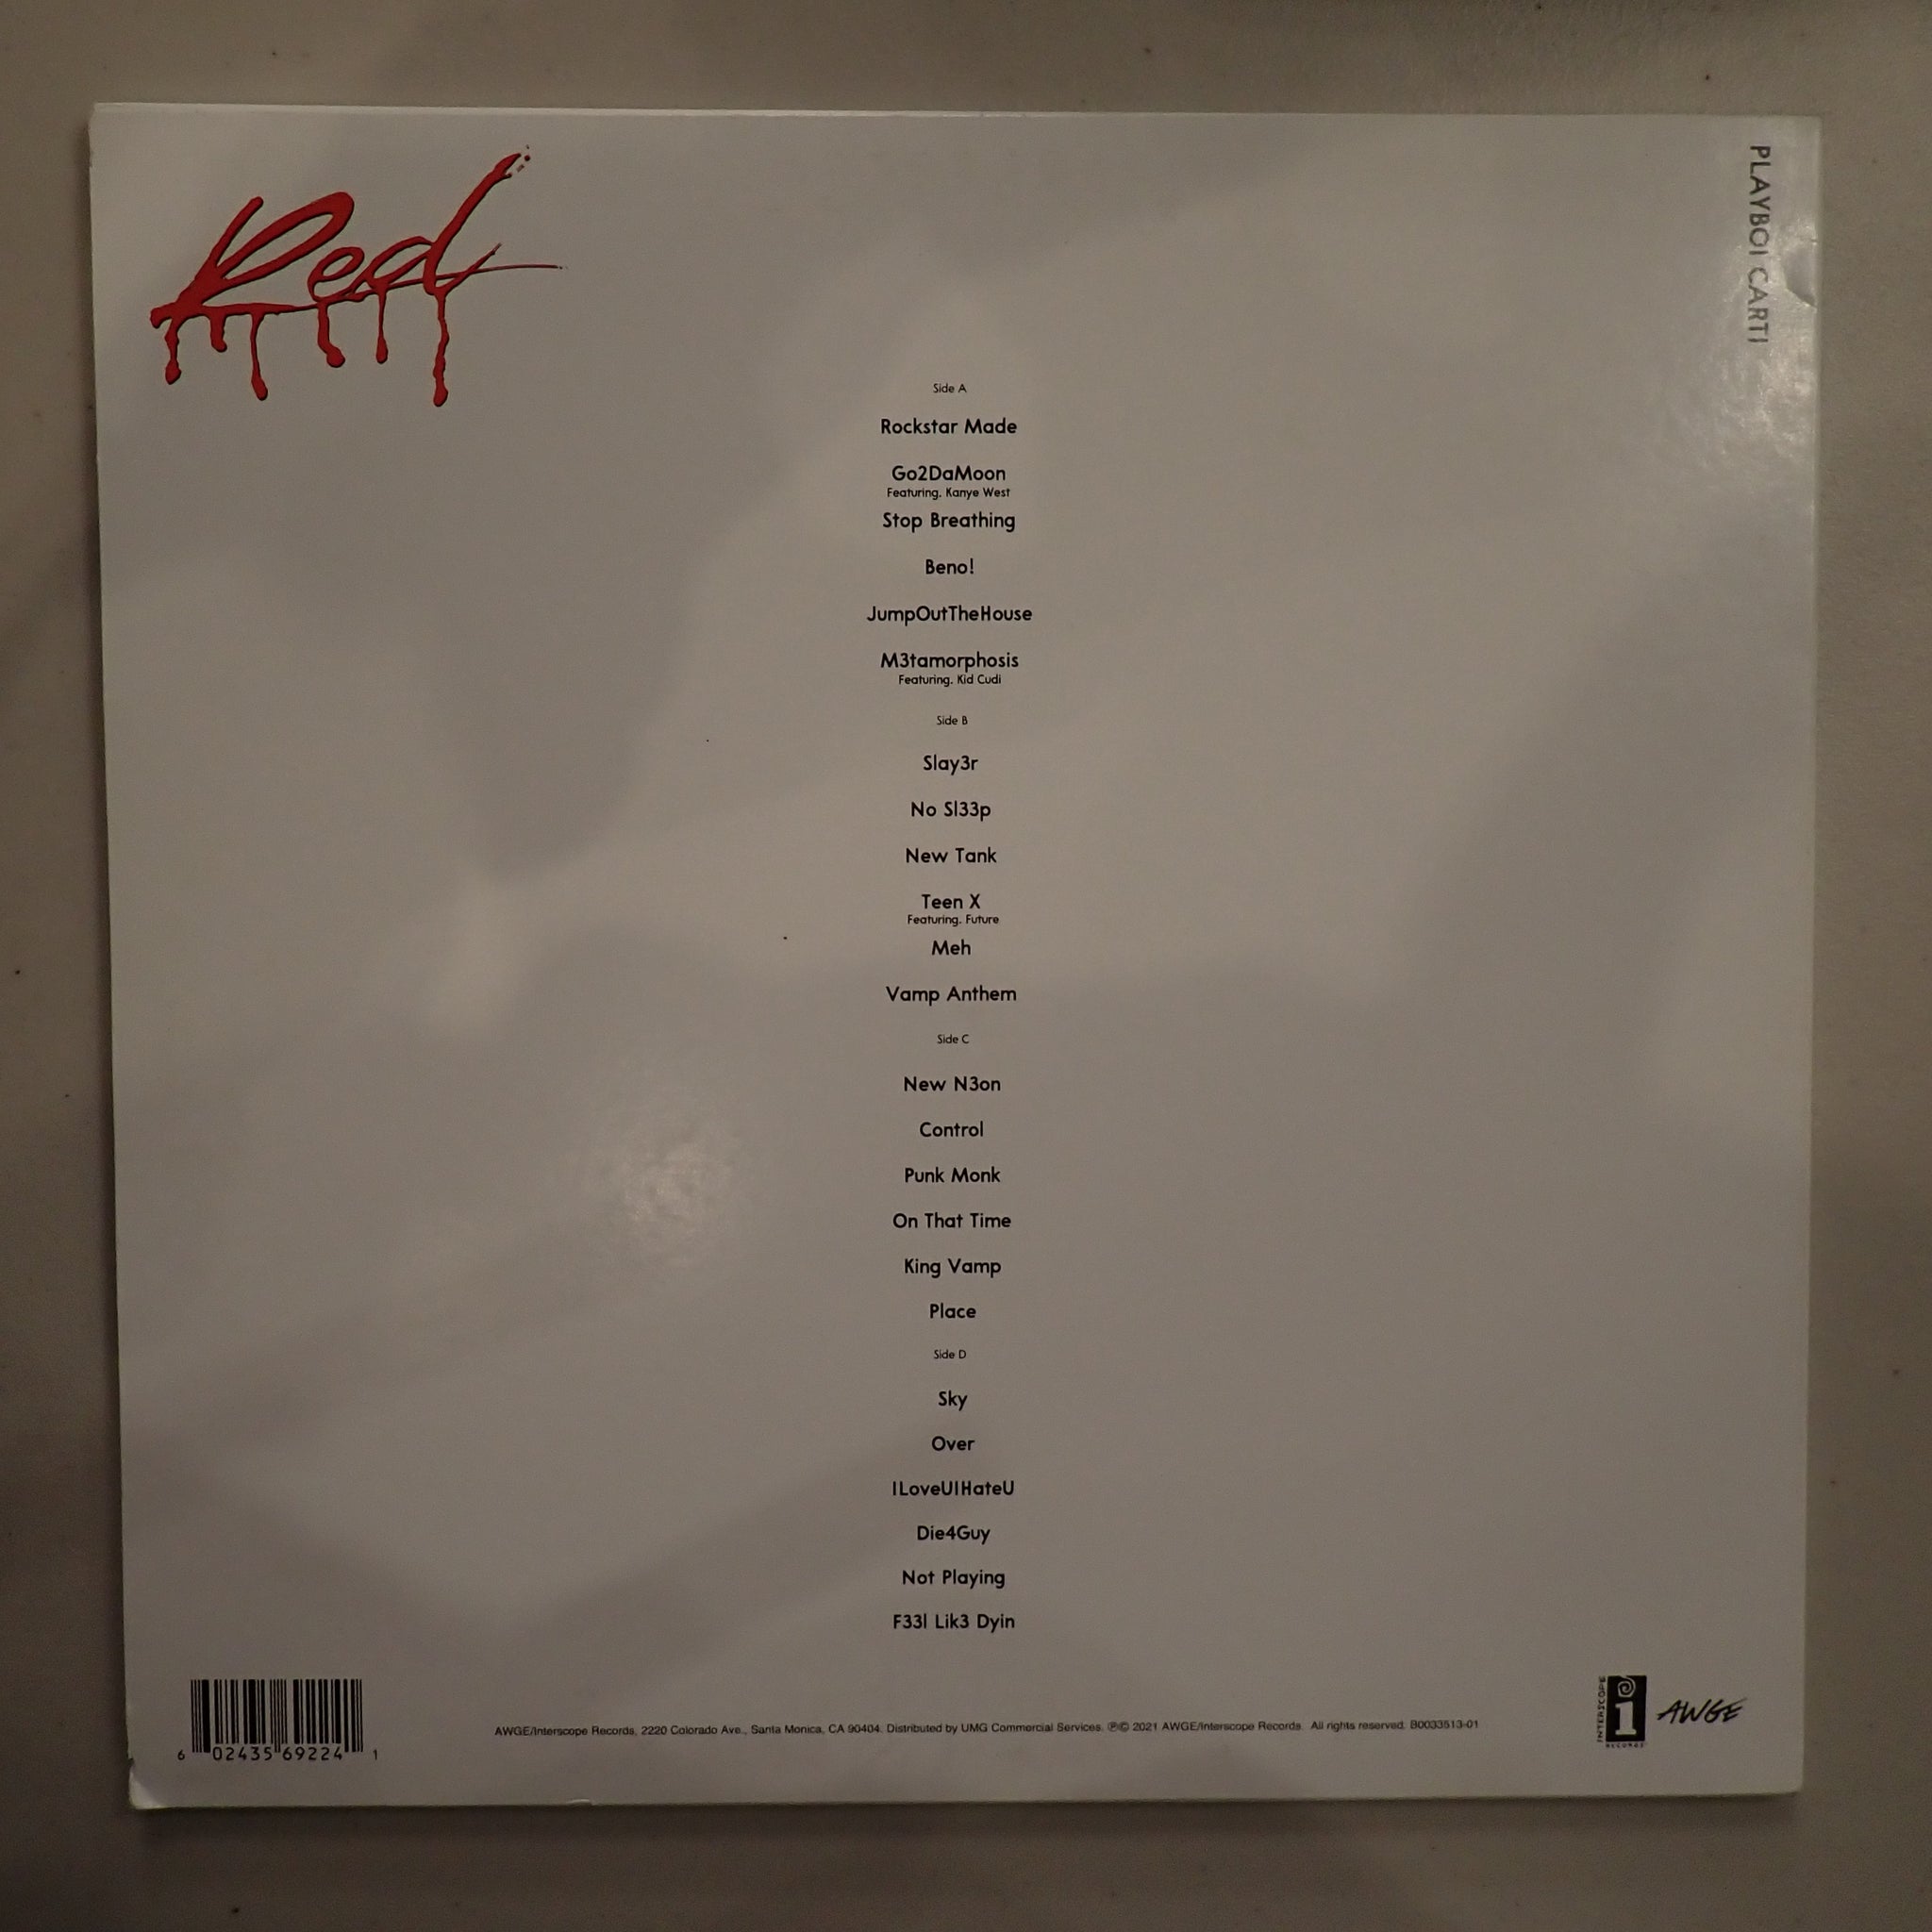 Red
PLAYBOI CARTI
Side A
Rockstar Made
Go2DaMoon
Featuring. Kanye West
Stop Breathing
Beno!
JumpOutTheHouse
M3tamorphosis
Featuring. Kid Cudi
Side B
Slay3r
No Sl33p
New Tank
Teen X
Featuring. Future
Meh
Vamp Anthem
Side C
New N3on
Control
Punk Monk
On That Time
King Vamp
Place
Side D
Sky
Over
ILoveUIHateU
Die4Guy
Not Playing
F33l Lik3 Dyin
6 02435 69224 1
AWGE/Interscope Records, 2220 Colorado Ave., Santa Monica, CA 90404. Distributed by UMG Commercial Services. ℗© 2021 AWGE/Interscope Records. All rights reserved. B0033513-01
INTERSCOPE
i
RECORDS
AWGE